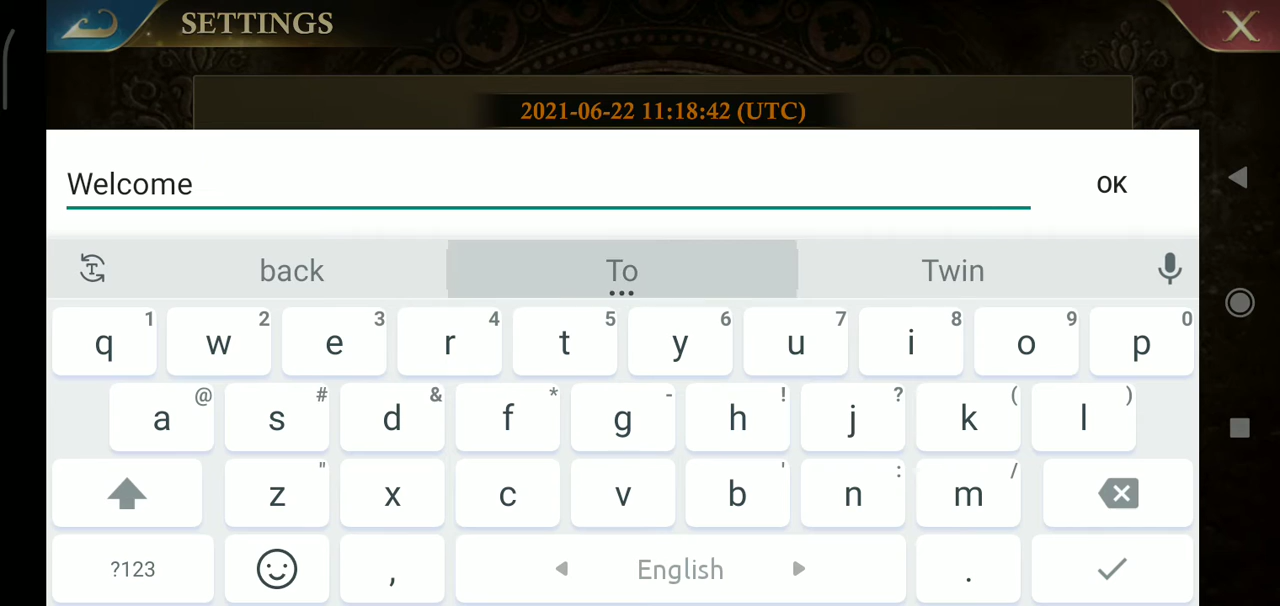 SETTINGS
X
2021-06-22 11:18:42 (UTC)
Welcome
OK
back To Twin
q 1 w 2 e 3 r 4 t 5 y 6 u 7 i 8 o 9 p 0
a @ s # d & f * g - h ! j ? k ( l )
z " x c v b ' n : m /
?123 , English .